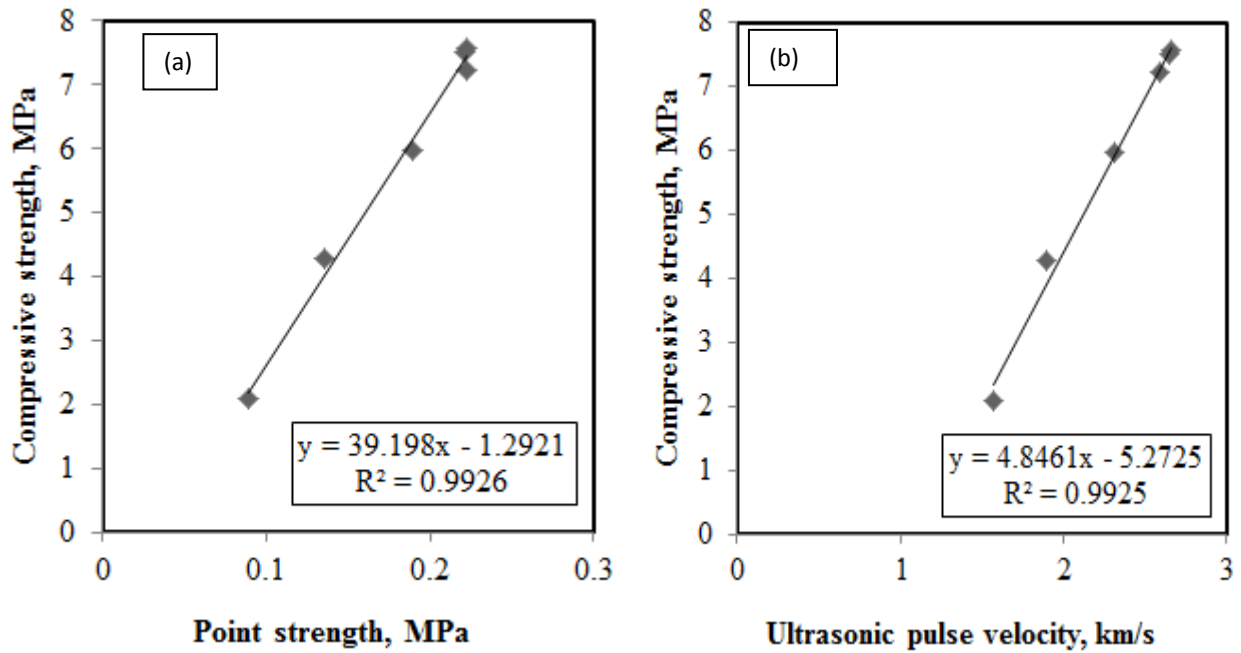 (a)
Compressive strength, MPa
8
7
6
5
4
3
2
1
0
y = 39.198x - 1.2921
R² = 0.9926
0 0.1 0.2 0.3
Point strength, MPa
(b)
Compressive strength, MPa
8
7
6
5
4
3
2
1
0
y = 4.8461x - 5.2725
R² = 0.9925
0 1 2 3
Ultrasonic pulse velocity, km/s